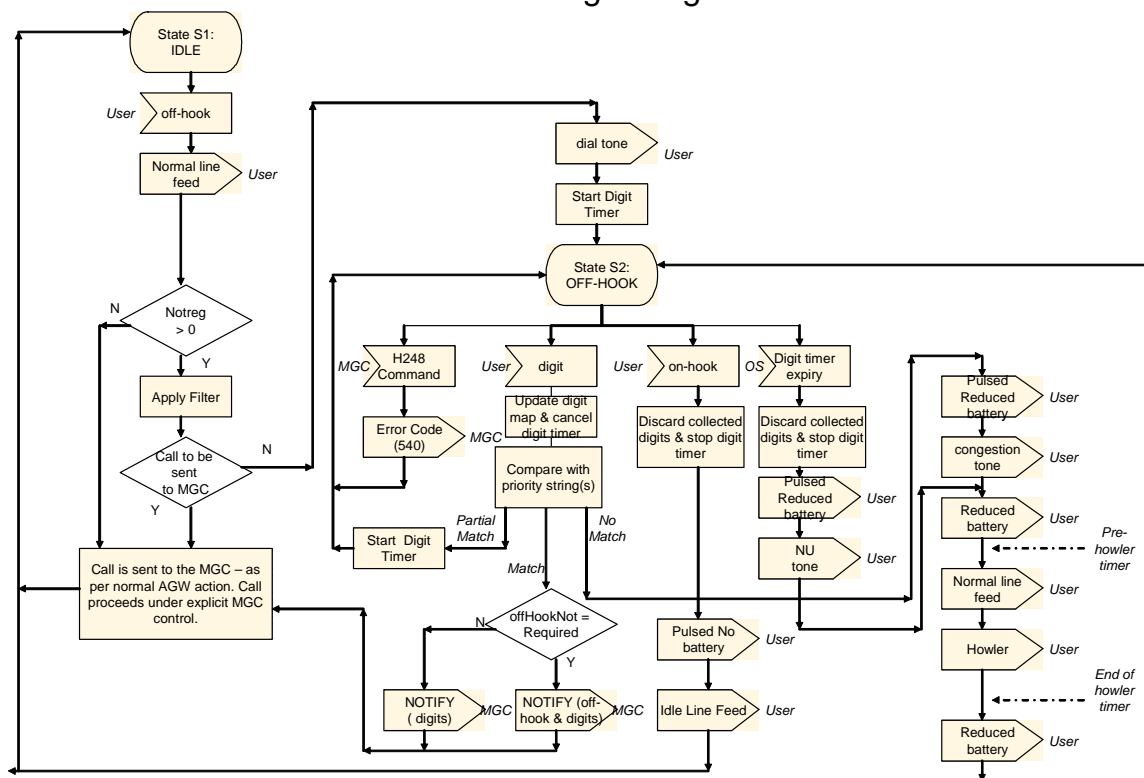 State S1:
IDLE
User
off-hook
Normal line
feed
User
Notreg
> 0
N
Y
Apply Filter
Call to be
sent
to MGC
N
Y
Call is sent to the MGC – as
per normal AGW action. Call
proceeds under explicit MGC
control.
dial tone
User
Start Digit
Timer
State S2:
OFF-HOOK
MGC
H248
Command
Error Code
(540)
MGC
User
digit
Update digit
map & cancel
digit timer
Compare with
priority string(s)
Partial
Match
Start Digit
Timer
Match
No
Match
offHookNot =
Required
N
Y
NOTIFY
( digits)
MGC
NOTIFY (off-
hook & digits)
MGC
User
on-hook
Discard collected
digits & stop digit
timer
Pulsed No
battery
User
Idle Line Feed
User
OS
Digit timer
expiry
Discard collected
digits & stop digit
timer
Pulsed
Reduced
battery
User
NU
tone
User
Pulsed
Reduced
battery
User
congestion
tone
User
Reduced
battery
User
Pre-
howler
timer
Normal line
feed
User
Howler
User
End of
howler
timer
Reduced
battery
User